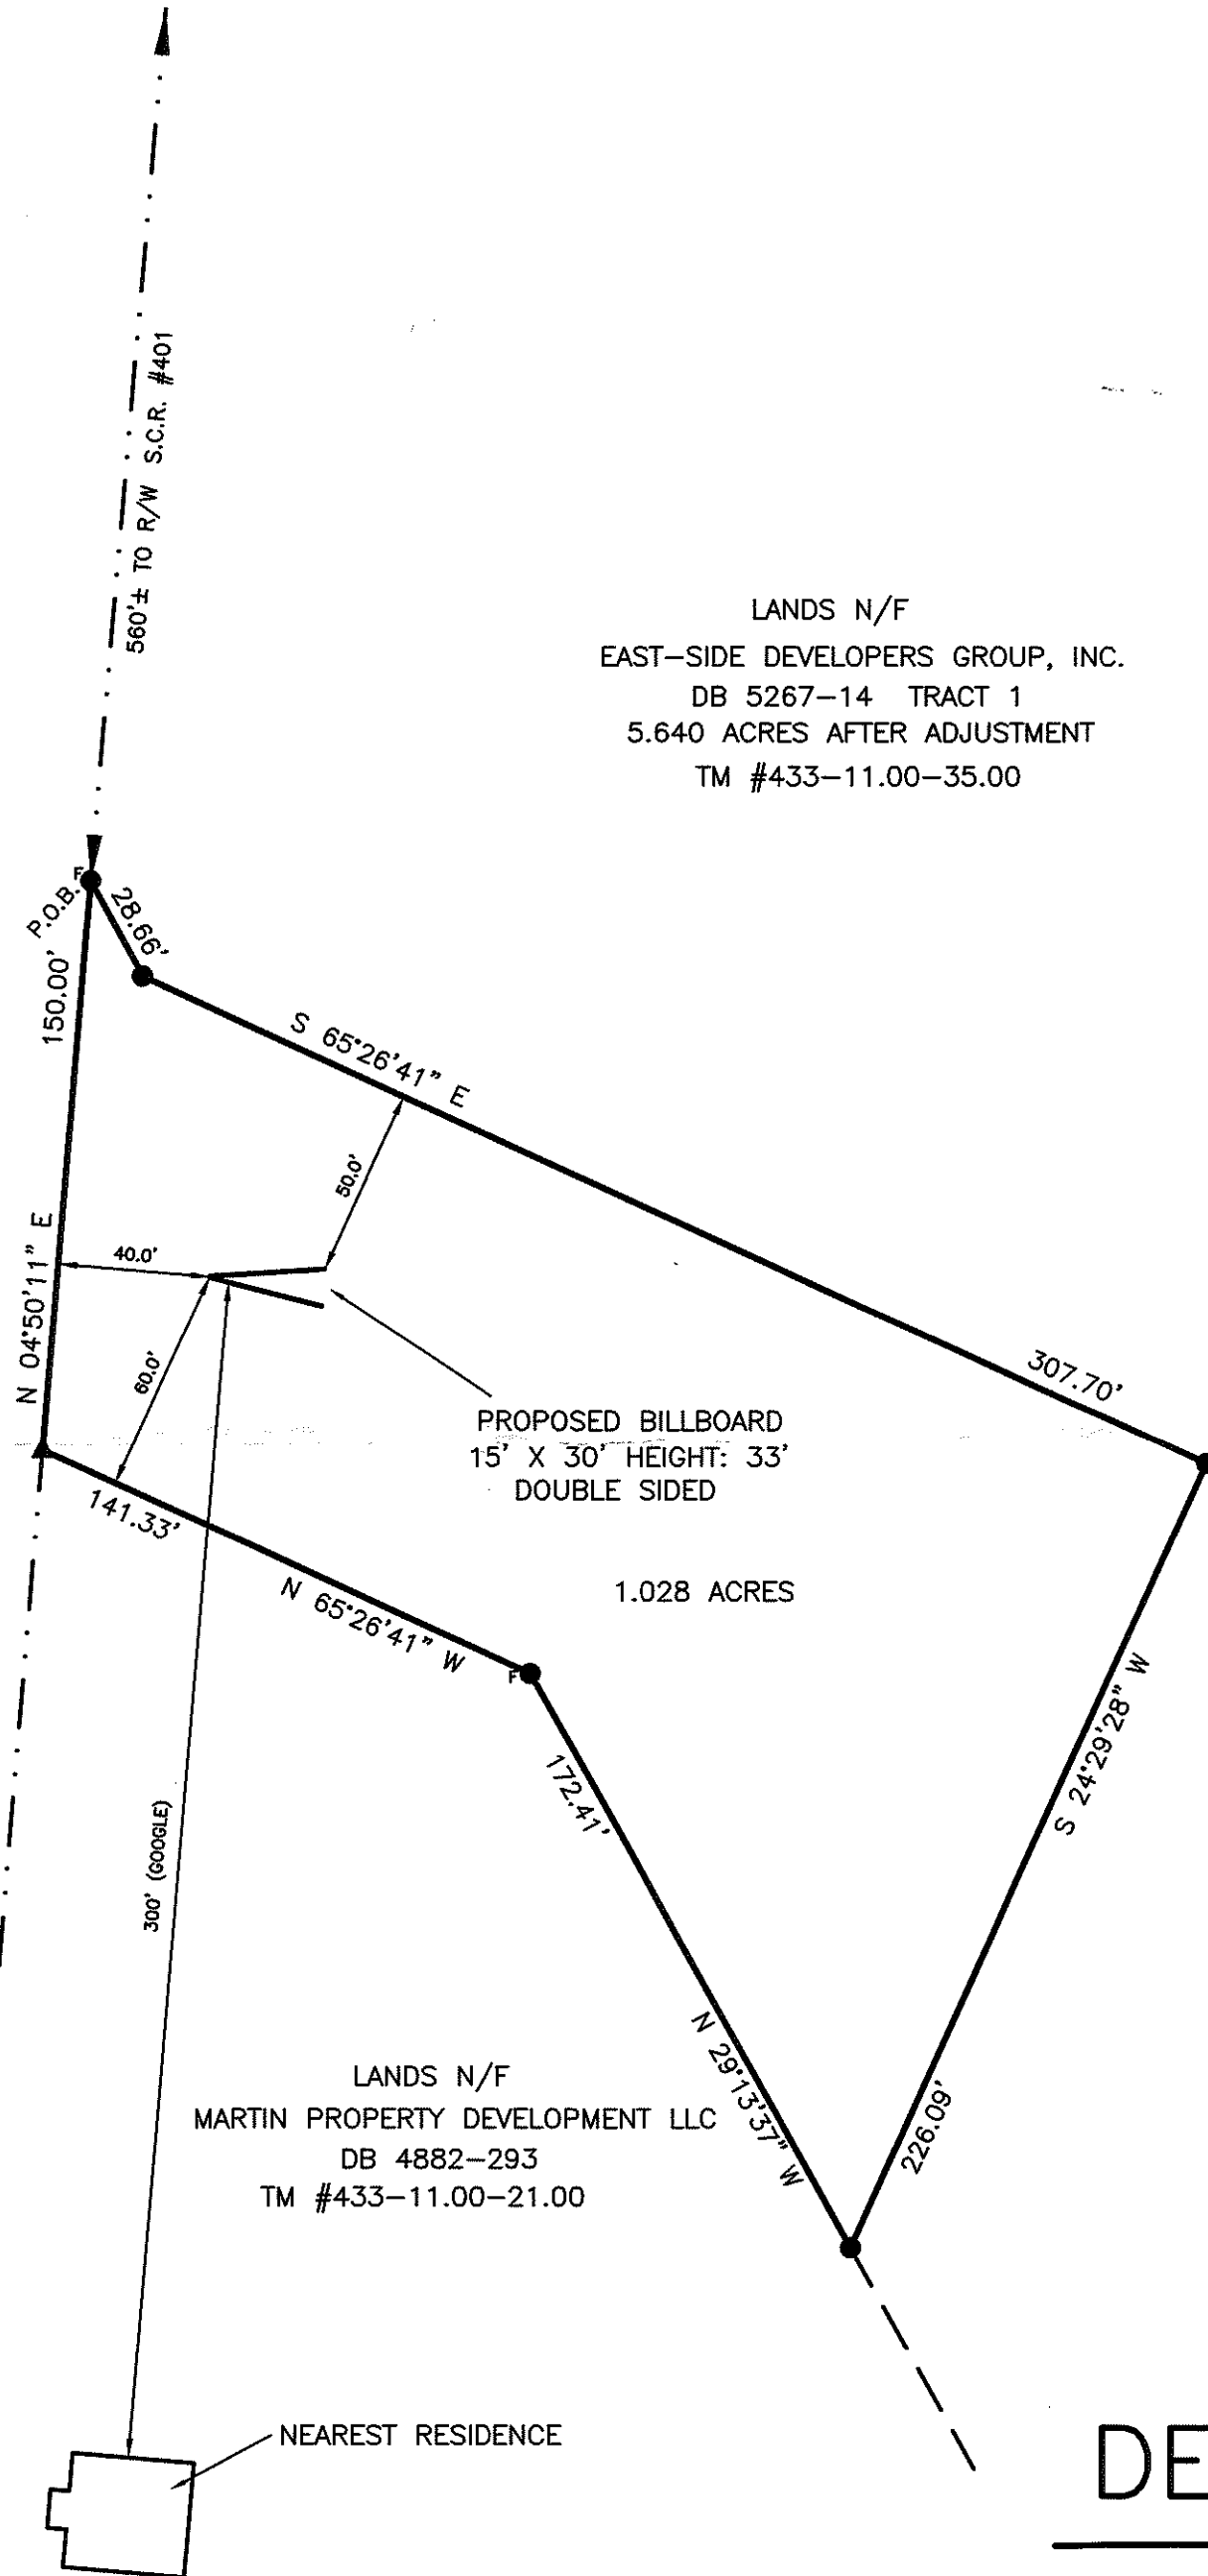 560'± TO R/W S.C.R. #401
LANDS N/F
EAST-SIDE DEVELOPERS GROUP, INC.
DB 5267-14 TRACT 1
5.640 ACRES AFTER ADJUSTMENT
TM #433-11.00-35.00
F
P.O.B.
28.66'
150.00'
N 04°50'11" E
S 65°26'41" E
307.70'
50.0'
40.0'
60.0'
PROPOSED BILLBOARD
15' X 30' HEIGHT: 33'
DOUBLE SIDED
141.33'
N 65°26'41" W
F
1.028 ACRES
172.41'
N 29°13'37" W
S 24°29'28" W
226.09'
300' (GOOGLE)
LANDS N/F
MARTIN PROPERTY DEVELOPMENT LLC
DB 4882-293
TM #433-11.00-21.00
NEAREST RESIDENCE
DE